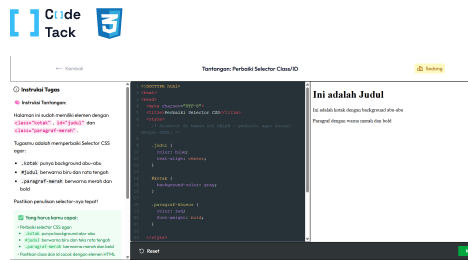 Code
Tack
← Kembali
Tantangan: Perbaiki Selector Class/ID
Sedang
Instruksi Tugas
Instruksi Tantangan:
Halaman ini sudah memiliki elemen dengan
class="kotak", id="judul" dan
class="paragraf-merah".
Tugasmu adalah memperbaiki Selector CSS
agar:
.kotak punya background abu-abu
#judul berwarna biru dan rata tengah
.paragraf-merah berwarna merah dan
bold
Pastikan penulisan selector-nya tepat!
Yang harus kamu capai:
Perbaiki selector CSS agar
.kotak memiliki background abu-abu
#judul berwarna biru dan teks rata tengah
.paragraf-merah berwarna merah dan bold
Pastikan class dan id cocok dengan elemen HTML
<!DOCTYPE html>
<html>
<head>
<meta charset="UTF-8">
<title>Perbaiki Selector CSS</title>
<style>
.judul {
color: blue;
text-align: center;
}
#kotak {
background-color: gray;
}
.paragraf-khusus {
color: red;
font-weight: bold;
}
</style>
Reset
Ini adalah Judul
Ini adalah kotak dengan background abu-abu
Paragraf dengan warna merah dan bold